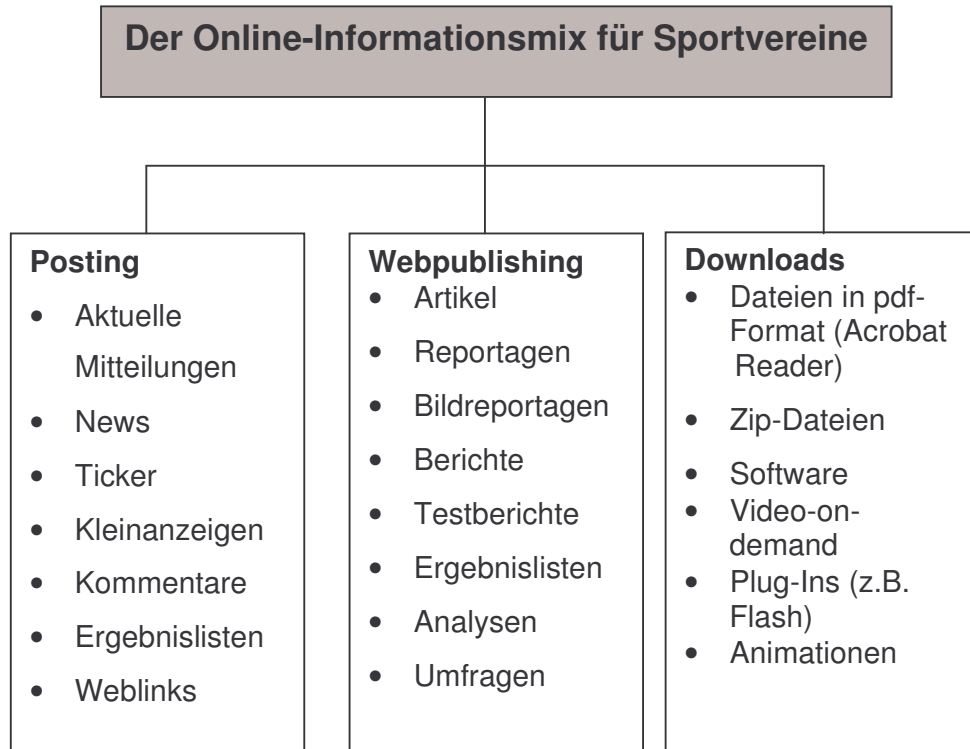 Der Online-Informationsmix für Sportvereine
Posting
• Aktuelle
Mitteilungen
• News
• Ticker
• Kleinanzeigen
• Kommentare
• Ergebnislisten
• Weblinks
Webpublishing
• Artikel
• Reportagen
• Bildreportagen
• Berichte
• Testberichte
• Ergebnislisten
• Analysen
• Umfragen
Downloads
• Dateien in pdf-
Format (Acrobat
Reader)
• Zip-Dateien
• Software
• Video-on-
demand
• Plug-Ins (z.B.
Flash)
• Animationen